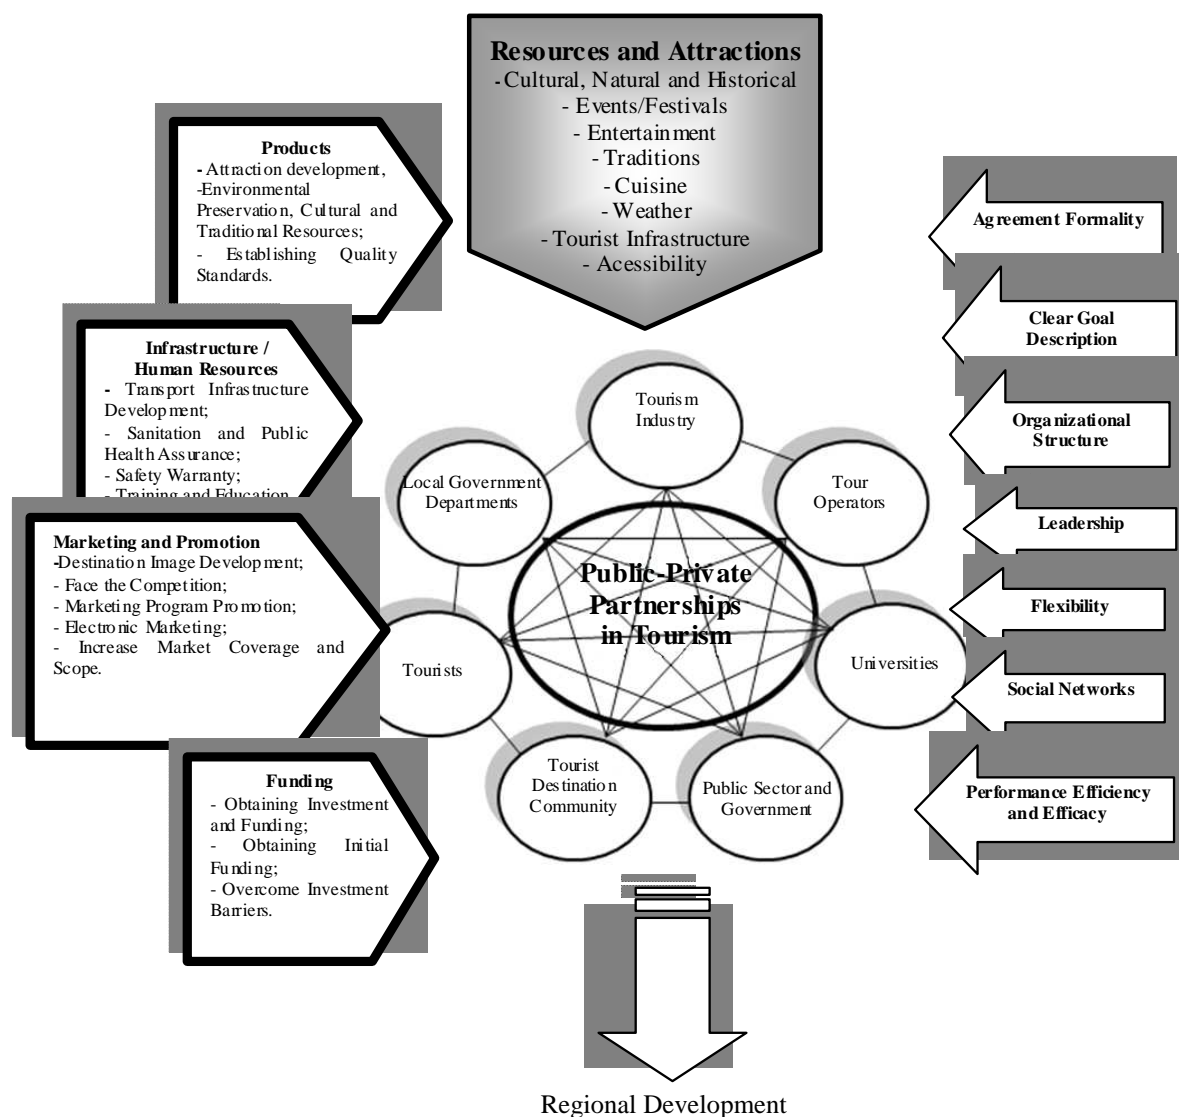 Resources and Attractions
- Cultural, Natural and Historical
- Events/Festivals
- Entertainment
- Traditions
- Cuisine
- Weather
- Tourist Infrastructure
- Acessibility
Products
- Attraction development,
-Environmental
Preservation, Cultural and
Traditional Resources;
- Establishing Quality
Standards.
Infrastructure /
Human Resources
- Transport Infrastructure
Development;
- Sanitation and Public
Health Assurance;
- Safety Warranty;
- Training and Education
Marketing and Promotion
-Destination Image Development;
- Face the Competition;
- Marketing Program Promotion;
- Electronic Marketing;
- Increase Market Coverage and
Scope.
Funding
- Obtaining Investment
and Funding;
- Obtaining Initial
Funding;
- Overcome Investment
Barriers.
Tourism
Industry
Local Government
Departments
Tour
Operators
Public-Private
Partnerships
in Tourism
Tourists
Universities
Tourist
Destination
Community
Public Sector and
Government
Agreement Formality
Clear Goal
Description
Organizational
Structure
Leadership
Flexibility
Social Networks
Performance Efficiency
and Efficacy
Regional Development